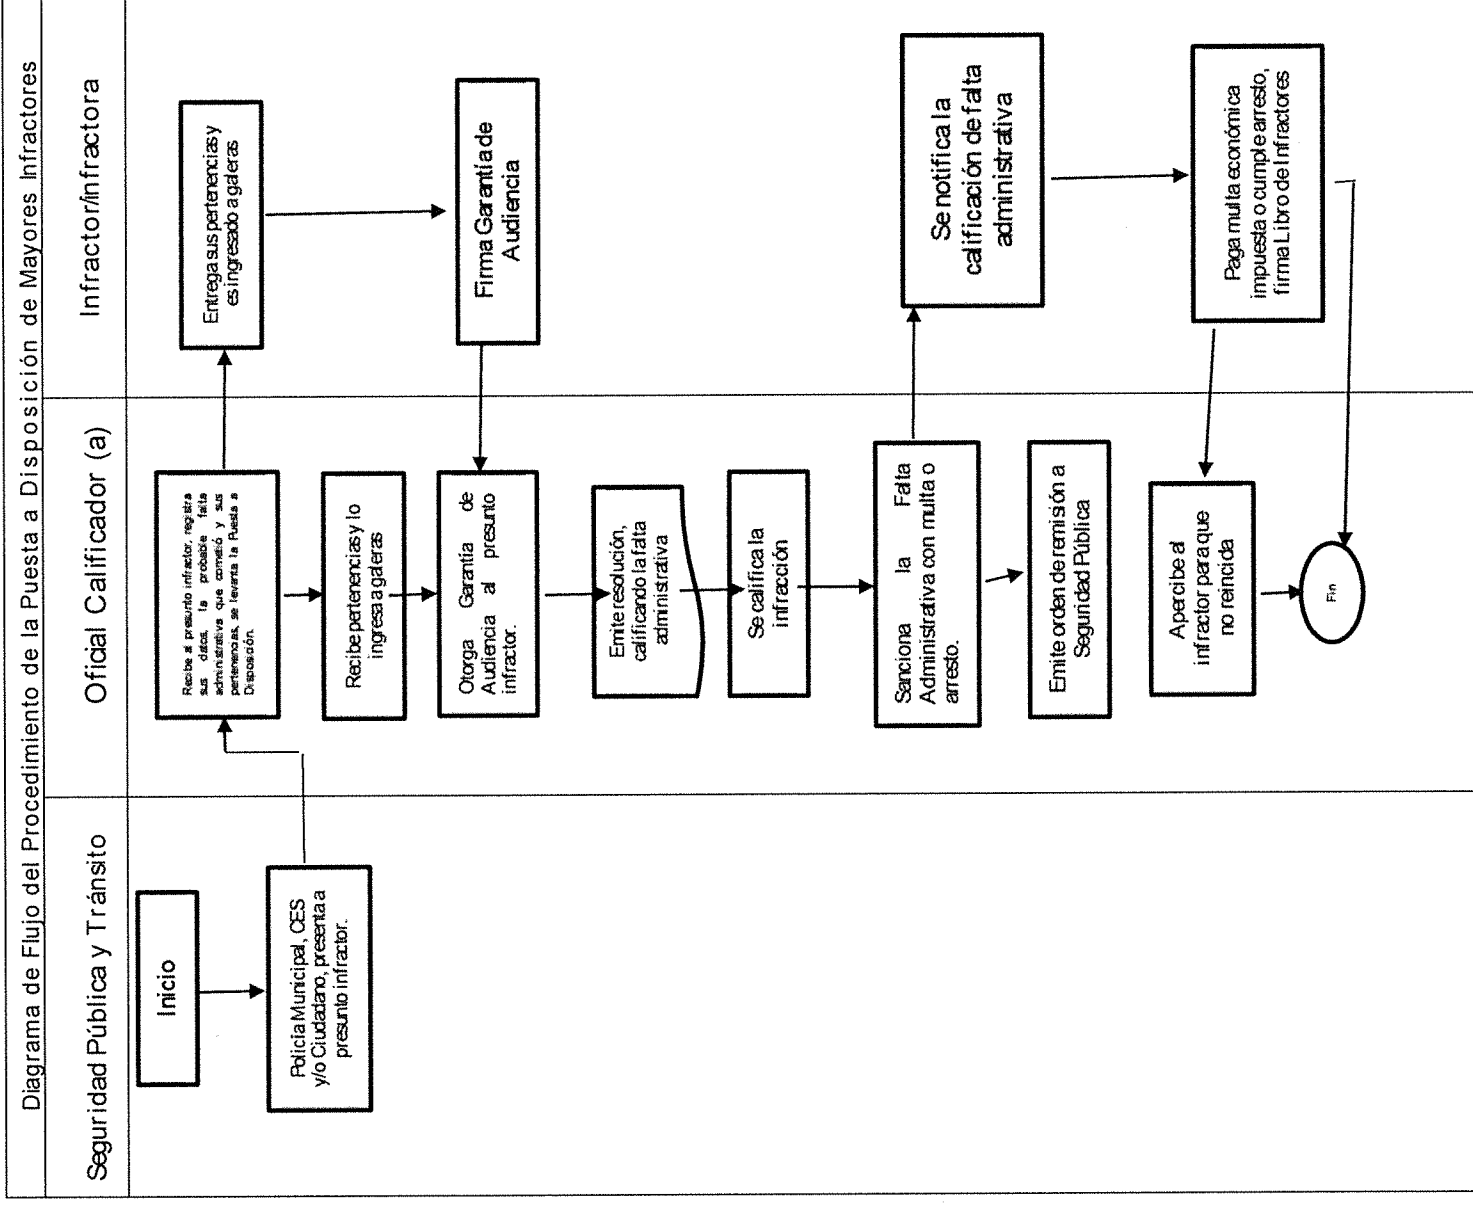 Diagrama de Flujo del Procedimiento de la Puesta a Disposición de Mayores Infractores
Seguridad Pública y Tránsito
Oficial Calificador (a)
Infractor/infractora
Inicio
Policía Municipal, CES
y/o Ciudadano, presenta a
presunto infractor.
Recibe al presunto infractor, registra
sus datos, la probable falta
administrativa que cometió y sus
pertenencias, se levanta la Puesta a
Disposición.
Entrega sus pertenencias y
es ingresado a galeras
Recibe pertenencias y lo
ingresa a galeras
Firma Garantía de
Audiencia
Otorga Garantía de
Audiencia al presunto
infractor.
Emite resolución,
calificando la falta
administrativa
Se califica la
infracción
Sanciona la Falta
Administrativa con multa o
arresto.
Se notifica la
calificación de falta
administrativa
Emite orden de remisión a
Seguridad Pública
Paga multa económica
impuesta o cumple arresto,
firma Libro de Infractores
Apercibe al
infractor para que
no reincida
Fin